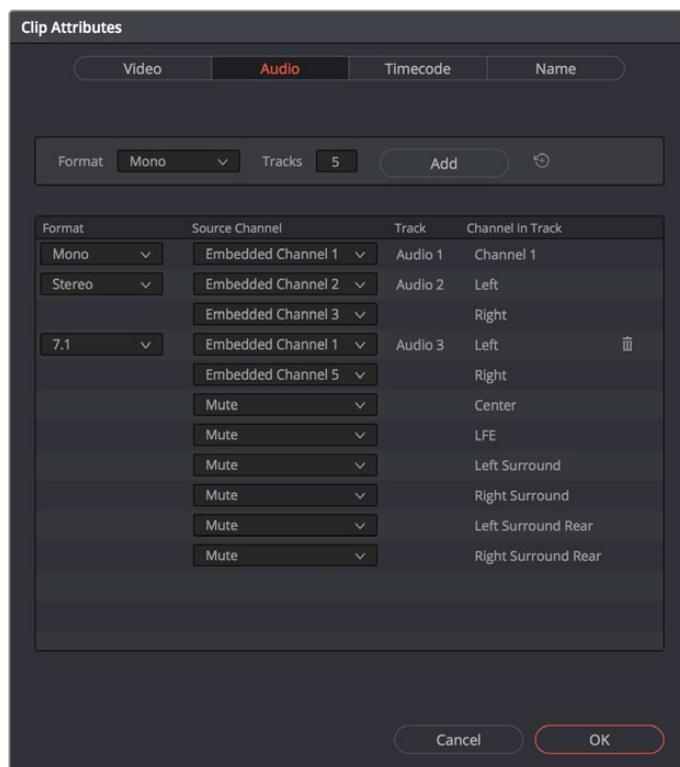 Clip Attributes
Video Audio Timecode Name
Format Mono Tracks 5 Add
Format Source Channel Track Channel in Track
Mono Embedded Channel 1 Audio 1 Channel 1
Stereo Embedded Channel 2 Audio 2 Left
Embedded Channel 3 Right
7.1 Embedded Channel 1 Audio 3 Left
Embedded Channel 5 Right
Mute Center
Mute LFE
Mute Left Surround
Mute Right Surround
Mute Left Surround Rear
Mute Right Surround Rear
Cancel OK